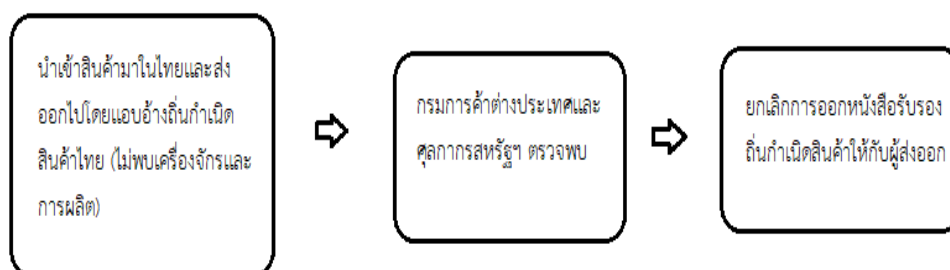 นำเข้าสินค้ามาในไทยและส่ง
ออกไปโดยแอบอ้างถิ่นกำเนิด
สินค้าไทย (ไม่พบเครื่องจักรและ
การผลิต)
กรมการค้าต่างประเทศและ
ศุลกากรสหรัฐฯ ตรวจพบ
ยกเลิกการออกหนังสือรับรอง
ถิ่นกำเนิดสินค้าให้กับผู้ส่งออก